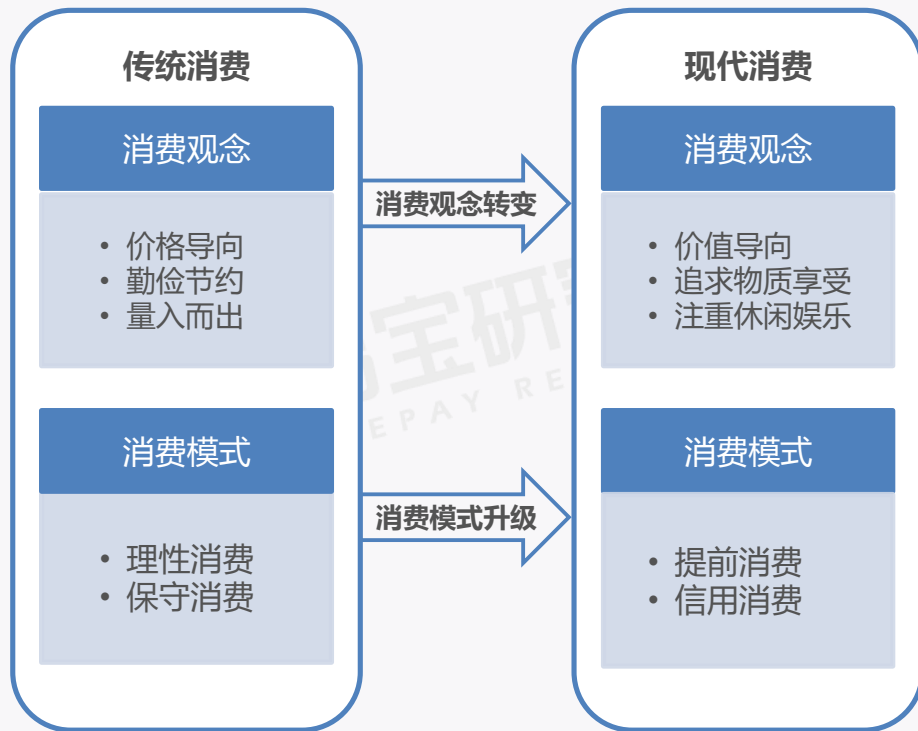 传统消费
消费观念
• 价格导向
• 勤俭节约
• 量入而出
消费模式
• 理性消费
• 保守消费
消费观念转变
消费模式升级
现代消费
消费观念
• 价值导向
• 追求物质享受
• 注重休闲娱乐
消费模式
• 提前消费
• 信用消费
宝研
EPAY RE